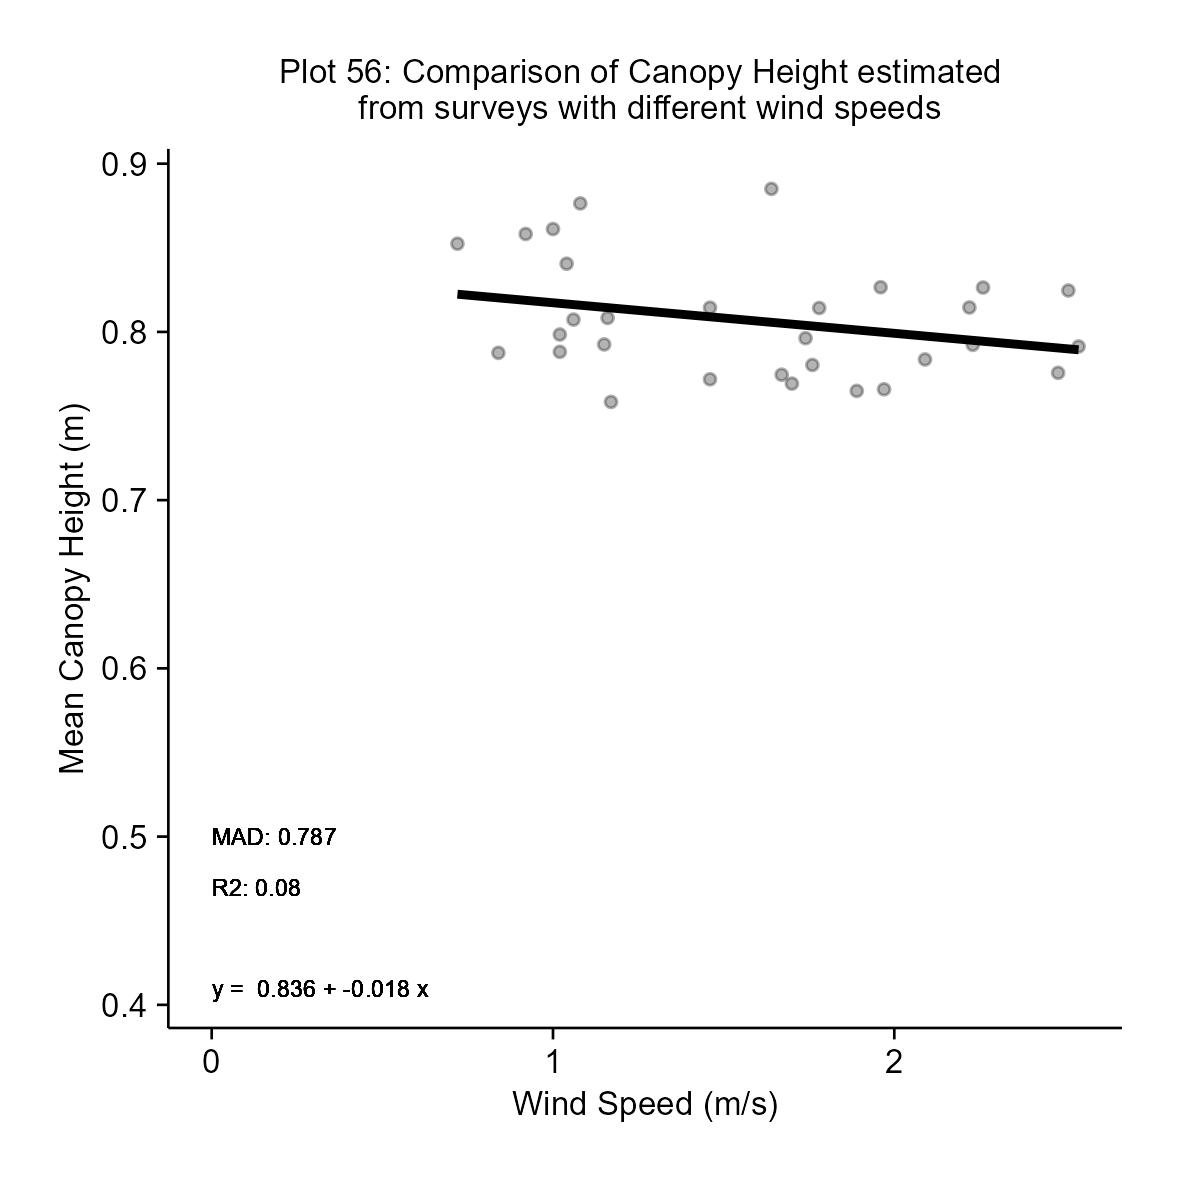 Plot 56: Comparison of Canopy Height estimated
from surveys with different wind speeds
0.9
0.8
0.7
0.6
0.5
0.4
Mean Canopy Height (m)
MAD: 0.787
R2: 0.08
y =  0.836 + -0.018 x
0
1
2
Wind Speed (m/s)